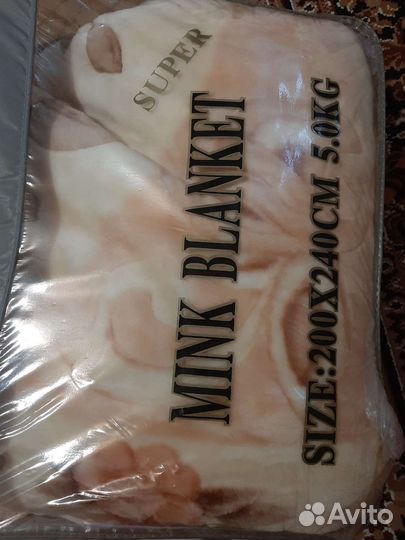 SUPER
MINK BLANKET
SIZE:200X240CM 5.0KG
Avito